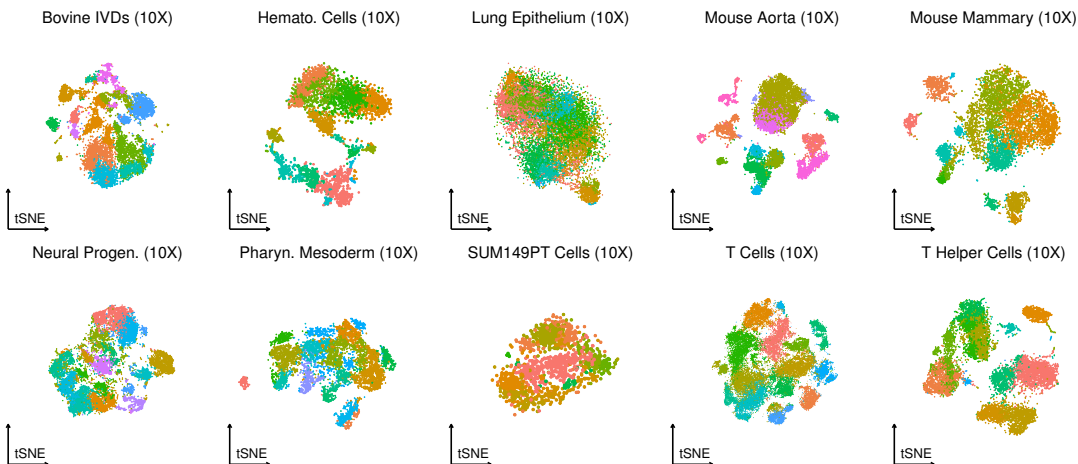 Bovine IVDs (10X)
Hemato. Cells (10X)
Lung Epithelium (10X)
Mouse Aorta (10X)
Mouse Mammary (10X)
tSNE
tSNE
tSNE
tSNE
tSNE
Neural Progen. (10X)
Pharyn. Mesoderm (10X)
SUM149PT Cells (10X)
T Cells (10X)
T Helper Cells (10X)
tSNE
tSNE
tSNE
tSNE
tSNE